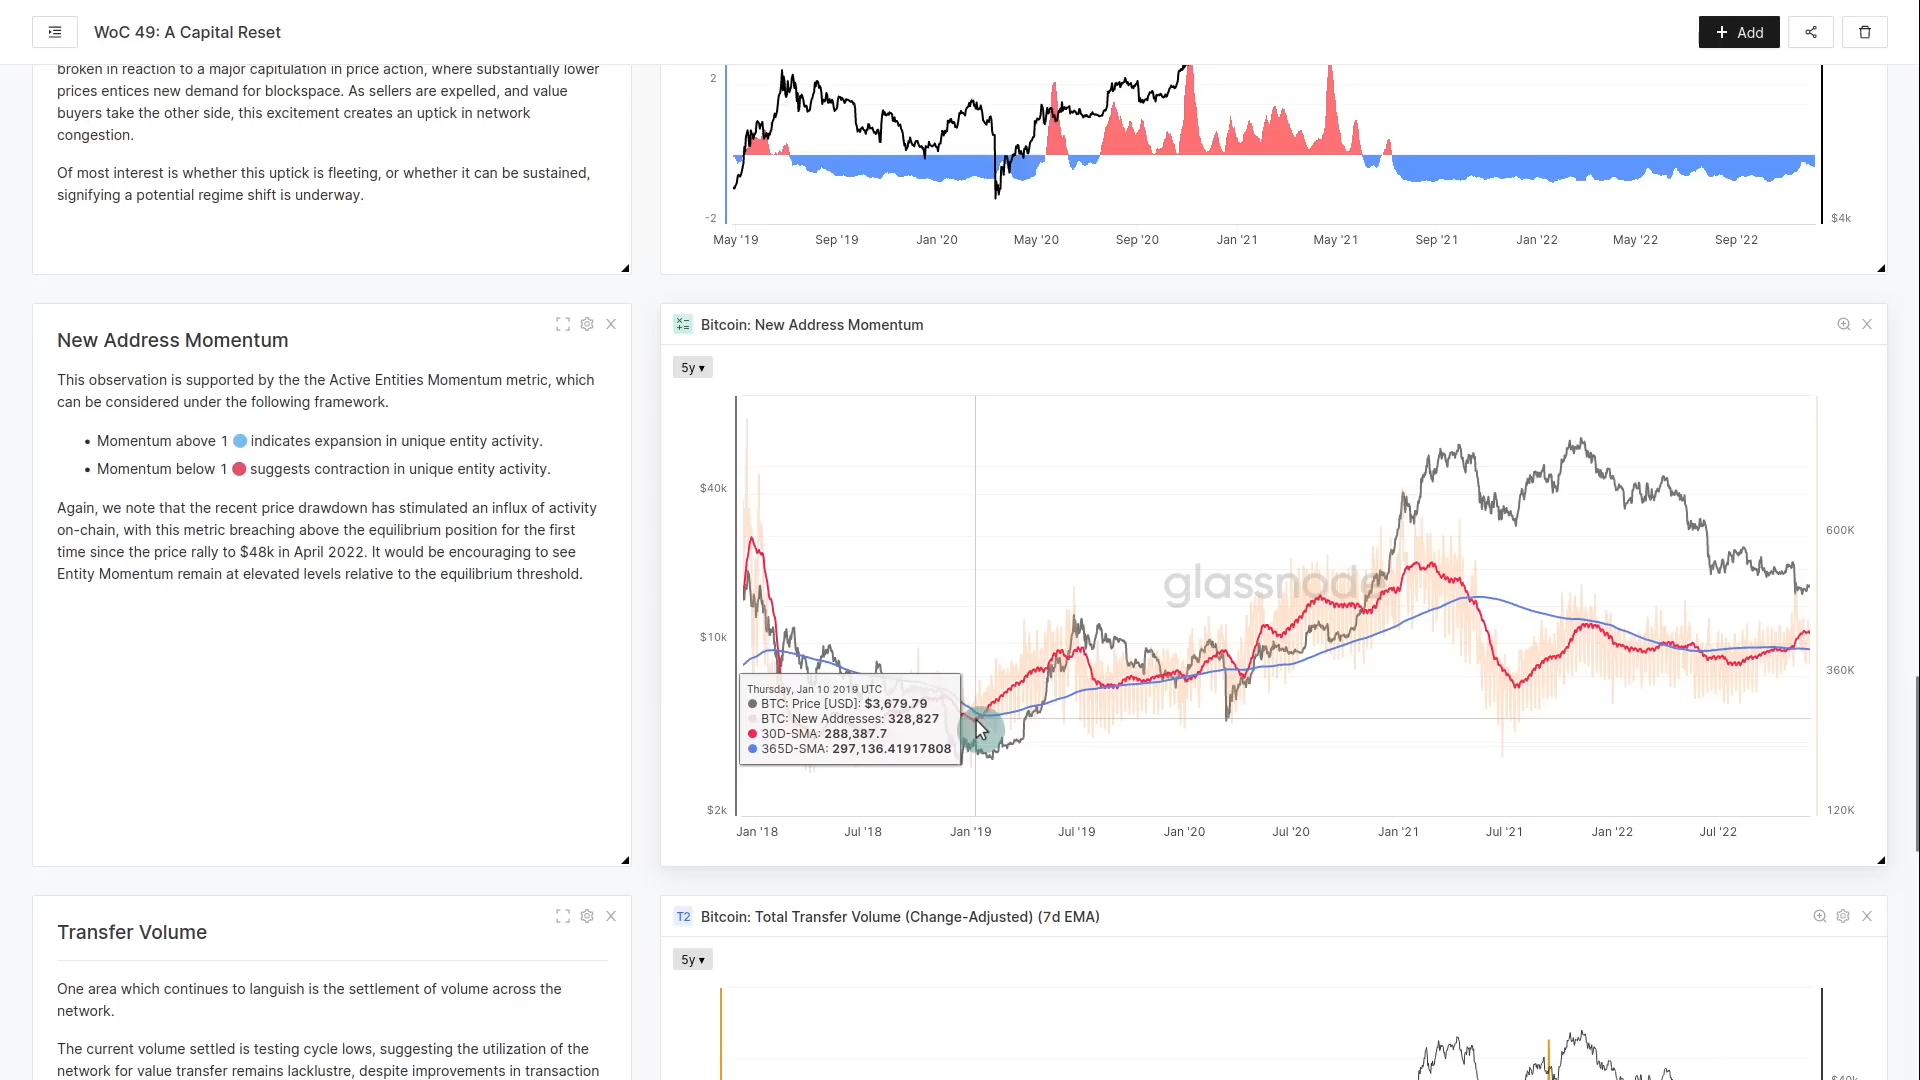 WoC 49: A Capital Reset
Add
broken in reaction to a major capitulation in price action, where substantially lower
prices entices new demand for blockspace. As sellers are expelled, and value
buyers take the other side, this excitement creates an uptick in network
congestion.
Of most interest is whether this uptick is fleeting, or whether it can be sustained,
signifying a potential regime shift is underway.
2
-2
$4k
May '19 Sep '19 Jan '20 May '20 Sep '20 Jan '21 May '21 Sep '21 Jan '22 May '22 Sep '22
New Address Momentum
This observation is supported by the the Active Entities Momentum metric, which
can be considered under the following framework.
• Momentum above 1 indicates expansion in unique entity activity.
• Momentum below 1 suggests contraction in unique entity activity.
Again, we note that the recent price drawdown has stimulated an influx of activity
on-chain, with this metric breaching above the equilibrium position for the first
time since the price rally to $48k in April 2022. It would be encouraging to see
Entity Momentum remain at elevated levels relative to the equilibrium threshold.
Bitcoin: New Address Momentum
5y ▾
$40k
$10k
$2k
600K
360K
120K
glassnode
Thursday, Jan 10 2019 UTC
BTC: Price [USD]: $3,679.79
BTC: New Addresses: 328,827
30D-SMA: 288,387.7
365D-SMA: 297,136.41917808
Jan '18 Jul '18 Jan '19 Jul '19 Jan '20 Jul '20 Jan '21 Jul '21 Jan '22 Jul '22
Transfer Volume
One area which continues to languish is the settlement of volume across the
network.
The current volume settled is testing cycle lows, suggesting the utilization of the
network for value transfer remains lacklustre, despite improvements in transaction
T2 Bitcoin: Total Transfer Volume (Change-Adjusted) (7d EMA)
5y ▾
$40k